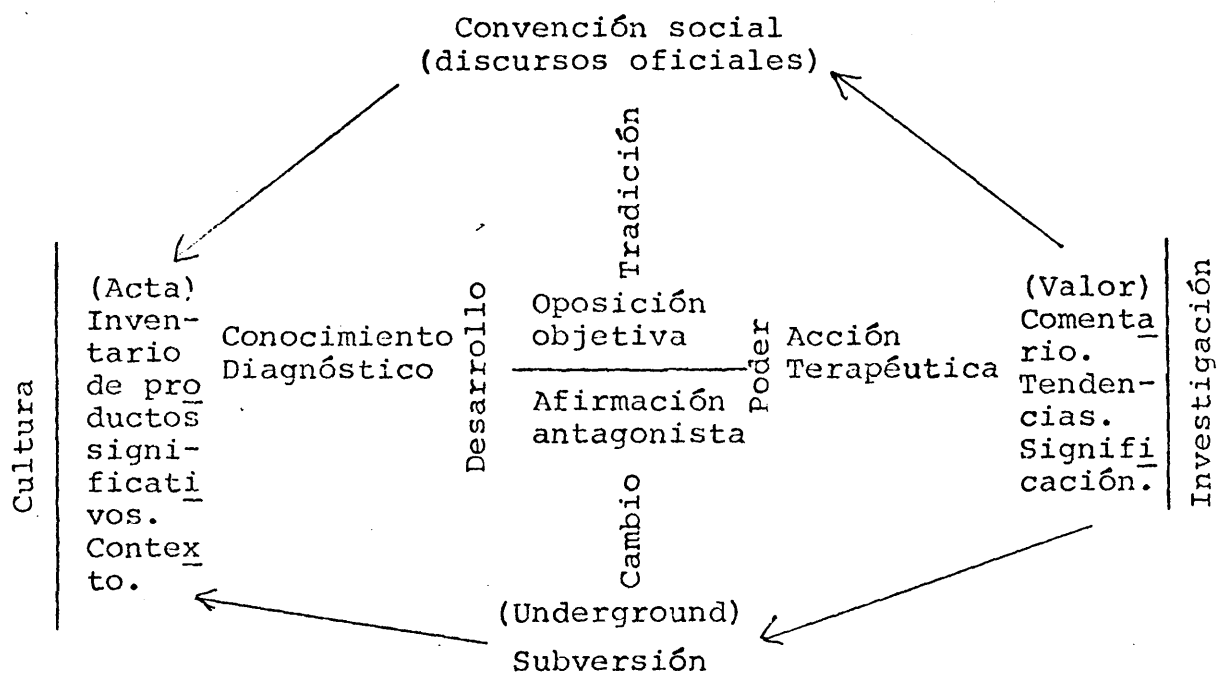 Convención social
(discursos oficiales)
Tradición
Cultura
(Acta)
Inven-
tario
de pro
ductos
signi-
ficati
vos.
Contex
to.
Conocimiento
Diagnóstico
Desarrollo
Oposición
objetiva
Afirmación
antagonista
Poder
Acción
Terapéutica
(Valor)
Comenta
rio.
Tenden-
cias.
Signifi
cación.
Investigación
Cambio
(Underground)
Subversión